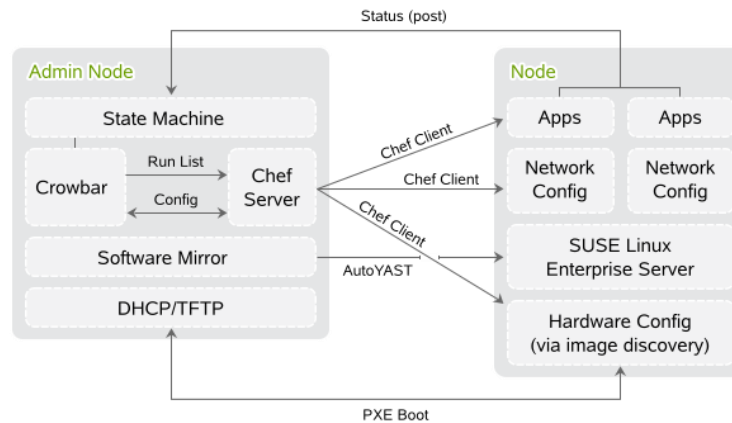 Status (post)
Admin Node
Node
State Machine
Apps
Apps
Chef Client
Crowbar
Run List
Config
Chef
Server
Chef Client
Network
Config
Network
Config
Chef Client
Software Mirror
AutoYAST
SUSE Linux
Enterprise Server
DHCP/TFTP
Hardware Config
(via image discovery)
PXE Boot